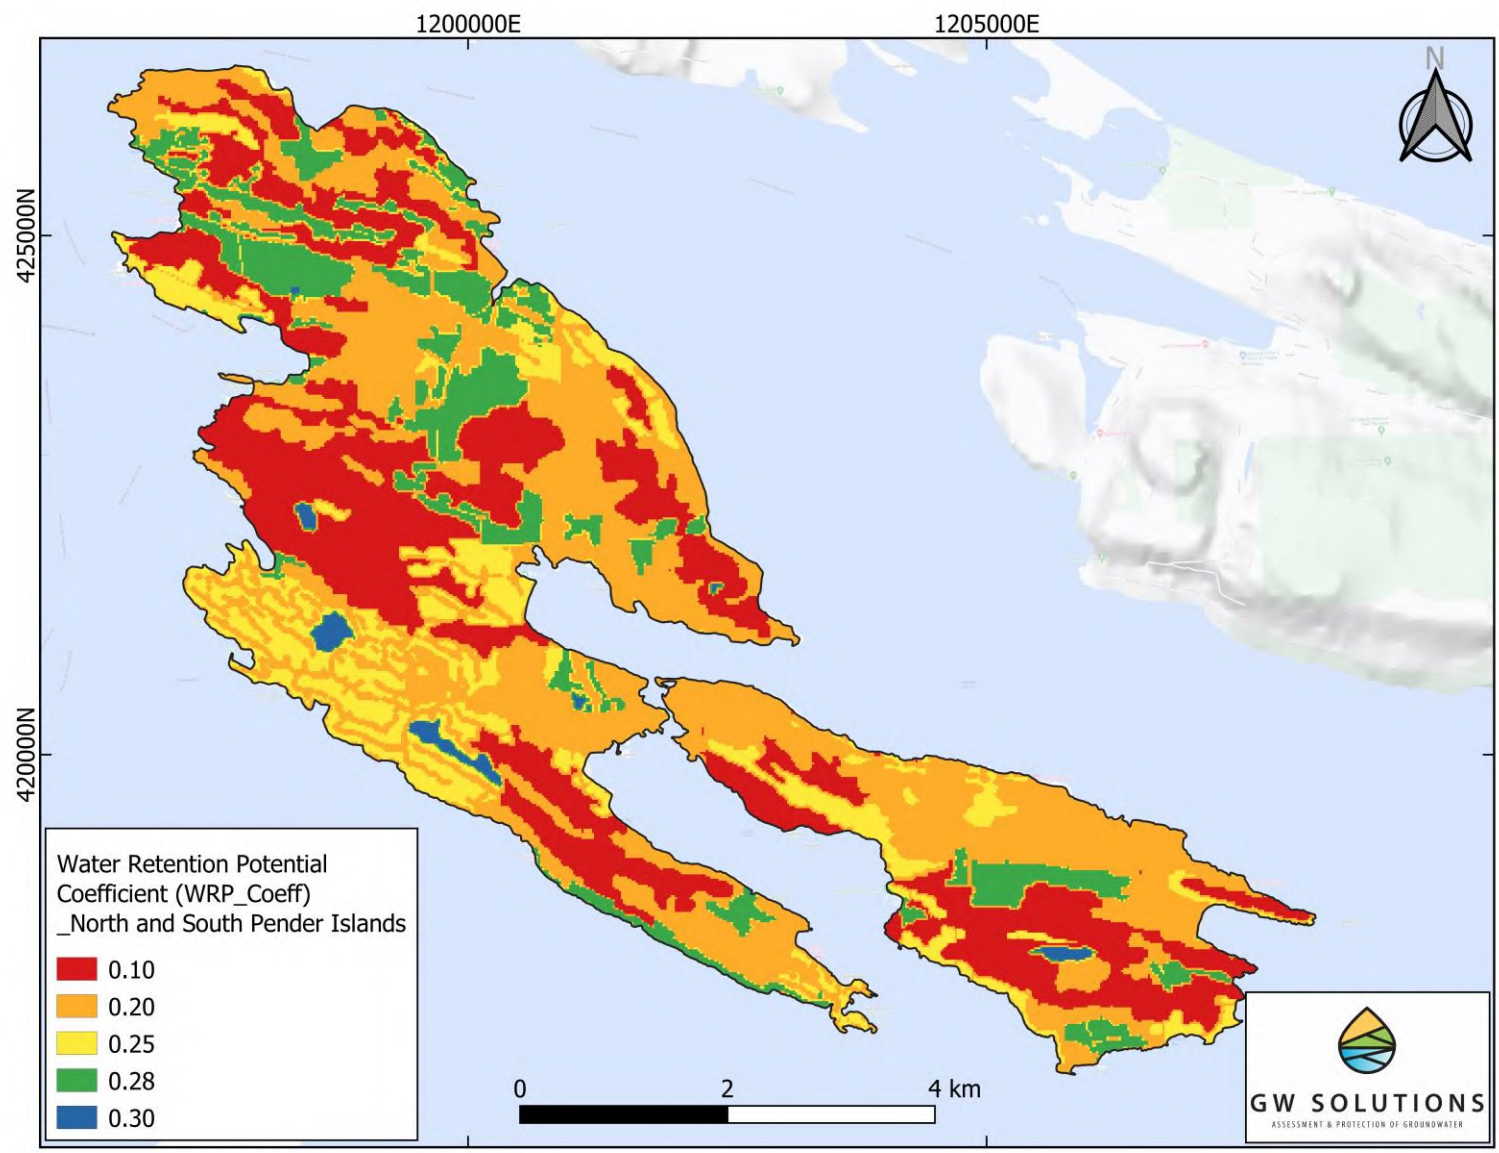 1200000E
1205000E
N
425000N
420000N
Water Retention Potential
Coefficient (WRP_Coeff)
_North and South Pender Islands
0.10
0.20
0.25
0.28
0.30
0
2
4 km
GW SOLUTIONS
ASSESSMENT & PROTECTION OF GROUNDWATER